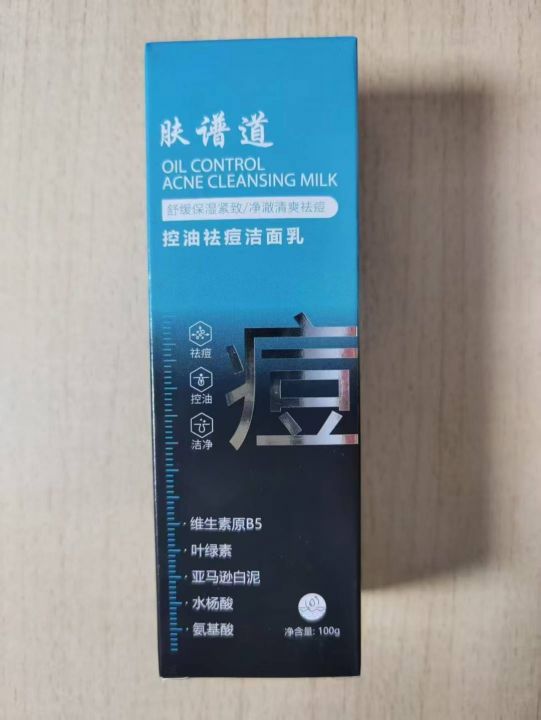 肤谱道
OIL CONTROL
ACNE CLEANSING MILK
舒缓保湿紧致/净澈清爽祛痘
控油祛痘洁面乳
祛痘
控油
洁净
痘
·维生素原B5
·叶绿素
·亚马逊白泥
·水杨酸
·氨基酸
净含量: 100g